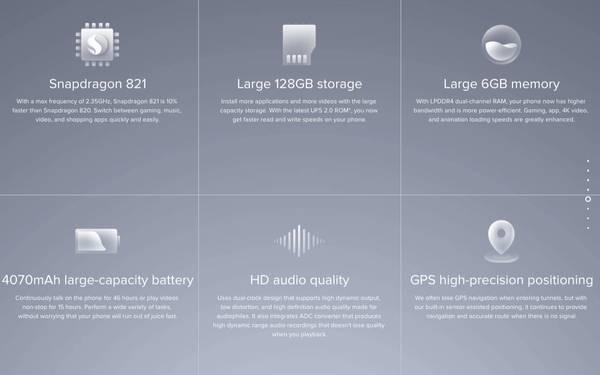 Snapdragon 821
With a max frequency of 2.35GHz, Snapdragon 821 is 10%
faster than Snapdragon 820. Switch between gaming, music,
video, and shopping apps quickly and easily.
Large 128GB storage
Install more applications and more videos with the large
capacity storage. With the latest UFS 2.0 ROM*, you now
get faster read and write speeds on your phone.
Large 6GB memory
With LPDDR4 dual-channel RAM, your phone now has higher
bandwidth and is more power-efficient. Gaming, app, 4K video,
and animation loading speeds are greatly enhanced.
4070mAh large-capacity battery
Continuously talk on the phone for 46 hours or play videos
non-stop for 15 hours. Perform a wide variety of tasks,
without worrying that your phone will run out of juice fast.
HD audio quality
Uses dual-clock design that supports high dynamic output,
low distortion, and high definition audio quality made for
audiophiles. It also integrates ADC converter that produces
high dynamic range audio recordings that doesn't lose quality
when you playback.
GPS high-precision positioning
We often lose GPS navigation when entering tunnels, but with
our built-in sensor-assisted positioning, it continues to provide
navigation and accurate route when there is no signal.